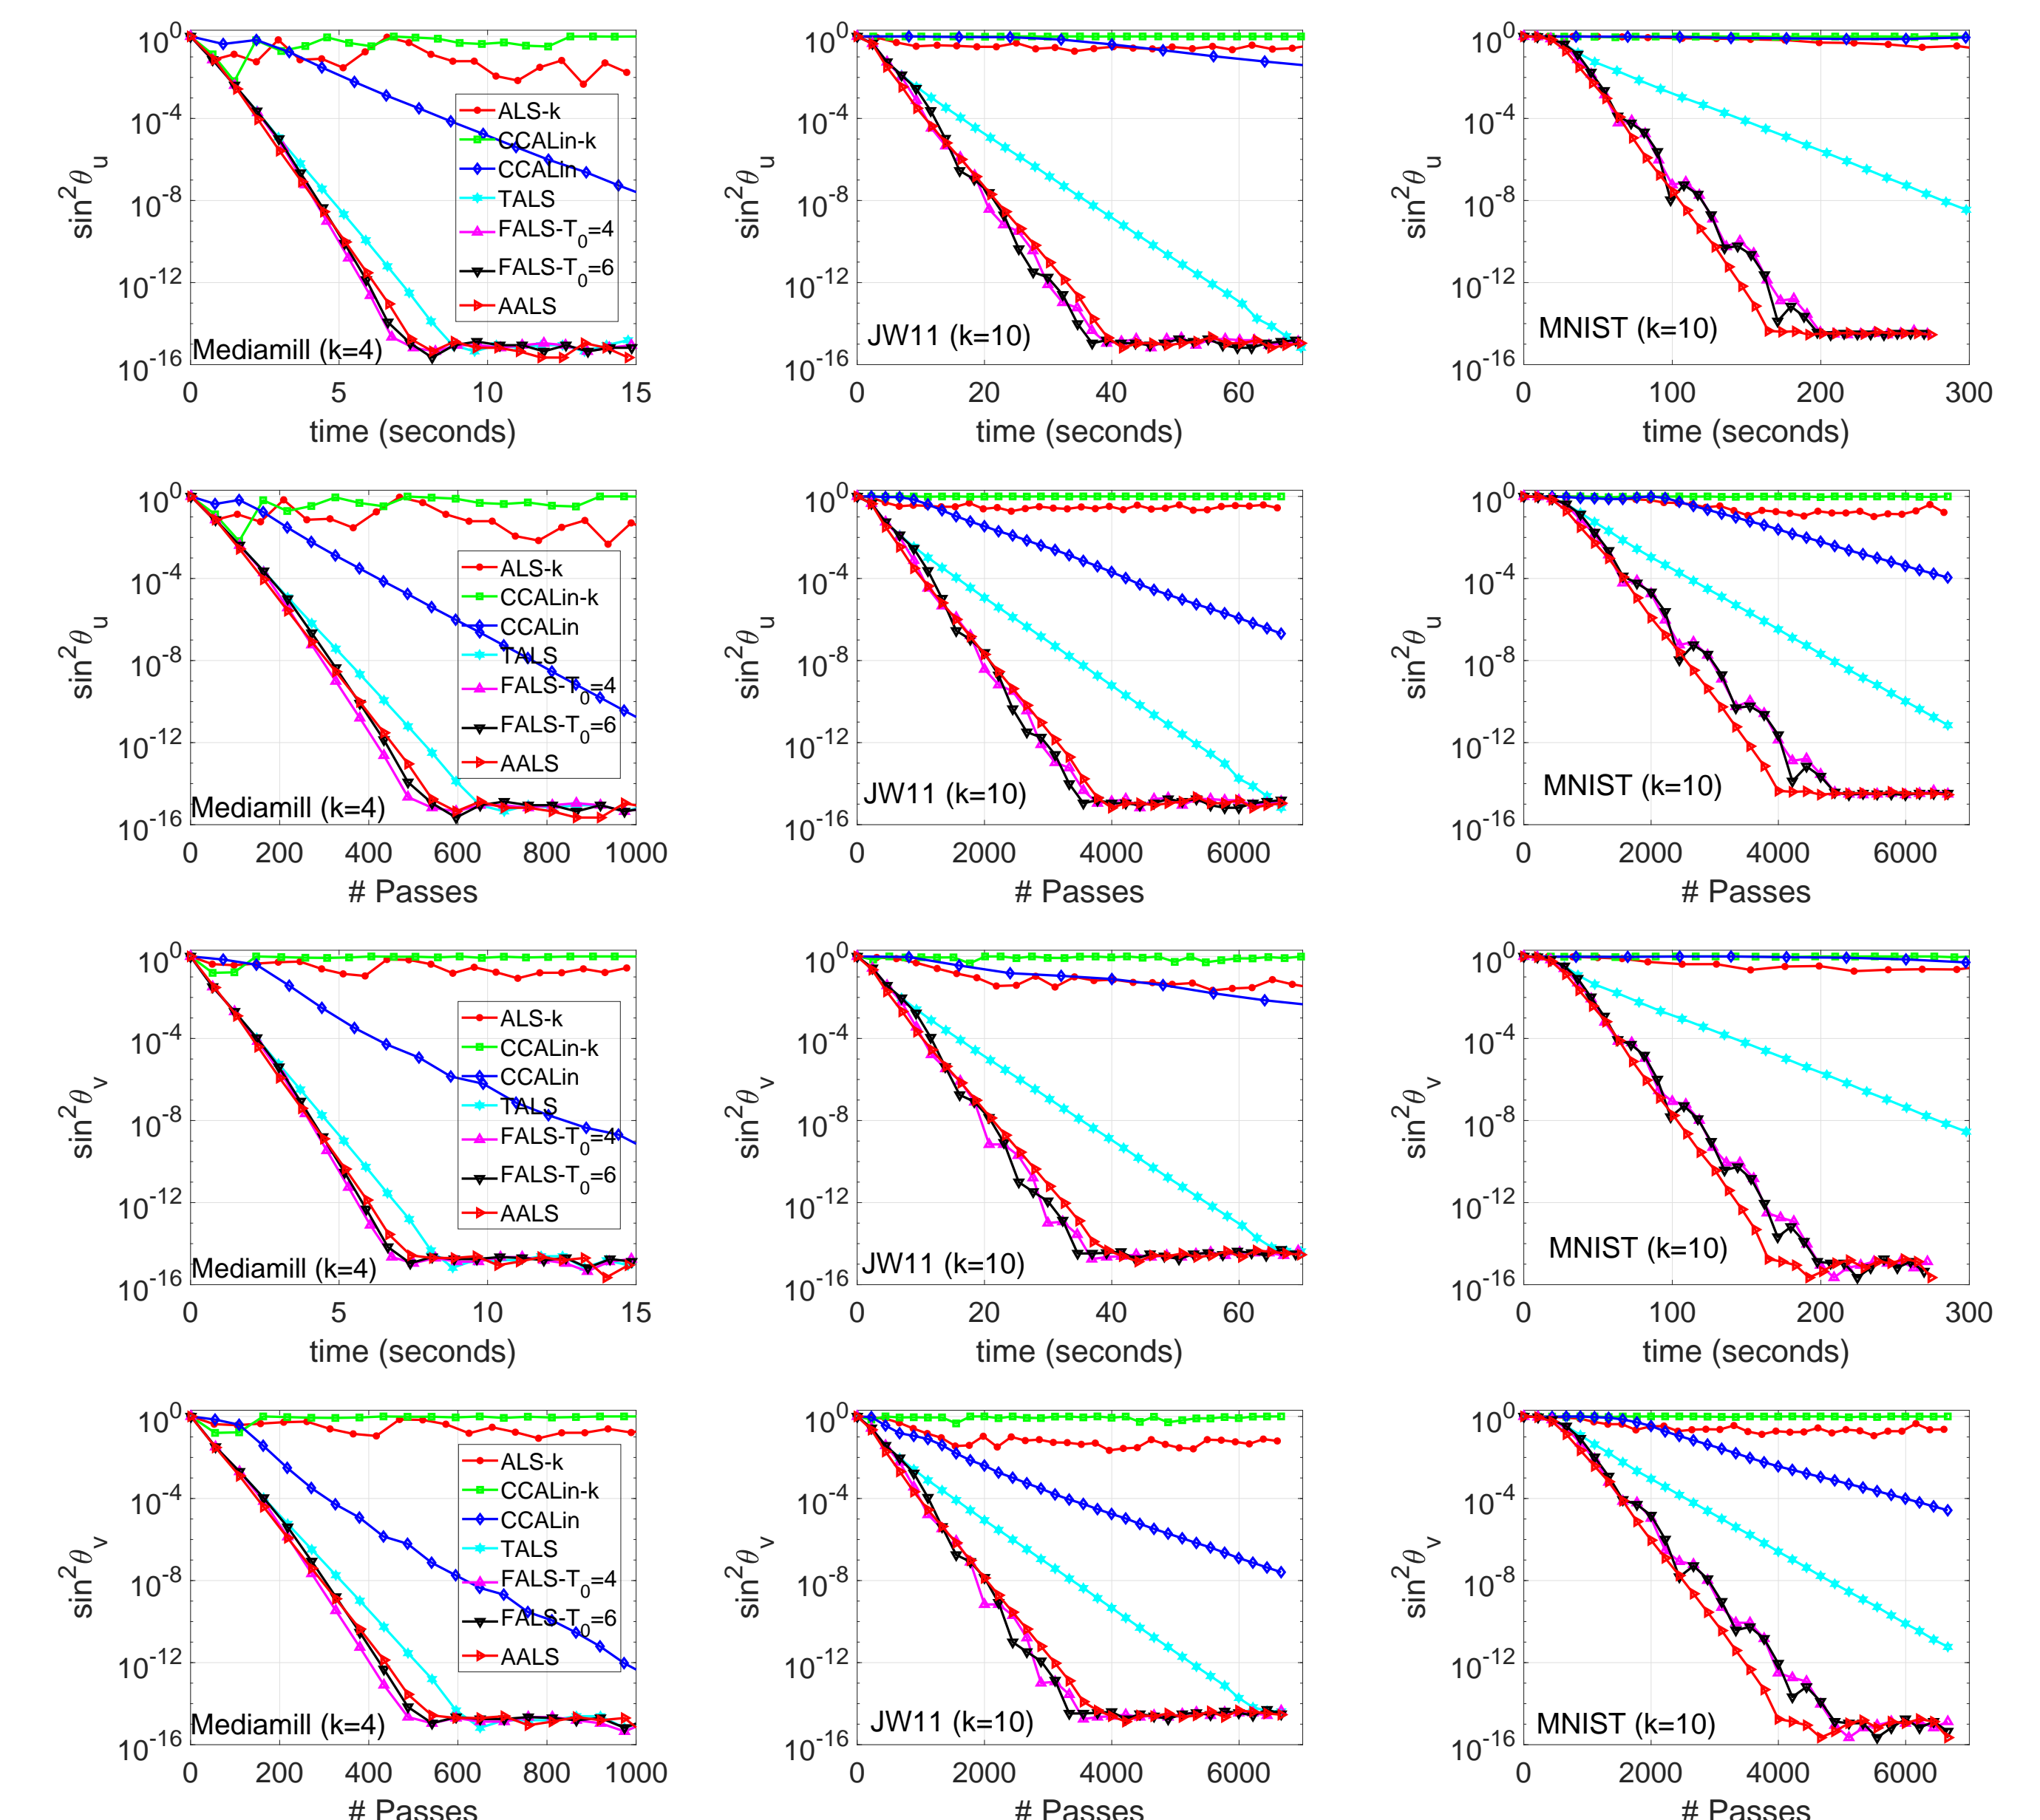 10^0 10^-4 10^-8 10^-12 10^-16
sin^2θ_u
ALS-k
CCALin-k
CCALin
TALS
FALS-T_0=4
FALS-T_0=6
AALS
Mediamill (k=4)
0 5 10 15
time (seconds)
10^0 10^-4 10^-8 10^-12 10^-16
sin^2θ_u
JW11 (k=10)
0 20 40 60
time (seconds)
10^0 10^-4 10^-8 10^-12 10^-16
sin^2θ_u
MNIST (k=10)
0 100 200 300
time (seconds)
10^0 10^-4 10^-8 10^-12 10^-16
sin^2θ_u
ALS-k
CCALin-k
CCALin
TALS
FALS-T_0=4
FALS-T_0=6
AALS
Mediamill (k=4)
0 200 400 600 800 1000
# Passes
10^0 10^-4 10^-8 10^-12 10^-16
sin^2θ_u
JW11 (k=10)
0 2000 4000 6000
# Passes
10^0 10^-4 10^-8 10^-12 10^-16
sin^2θ_u
MNIST (k=10)
0 2000 4000 6000
# Passes
10^0 10^-4 10^-8 10^-12 10^-16
sin^2θ_v
ALS-k
CCALin-k
CCALin
TALS
FALS-T_0=4
FALS-T_0=6
AALS
Mediamill (k=4)
0 5 10 15
time (seconds)
10^0 10^-4 10^-8 10^-12 10^-16
sin^2θ_v
JW11 (k=10)
0 20 40 60
time (seconds)
10^0 10^-4 10^-8 10^-12 10^-16
sin^2θ_v
MNIST (k=10)
0 100 200 300
time (seconds)
10^0 10^-4 10^-8 10^-12 10^-16
sin^2θ_v
ALS-k
CCALin-k
CCALin
TALS
FALS-T_0=4
FALS-T_0=6
AALS
Mediamill (k=4)
0 200 400 600 800 1000
# Passes
10^0 10^-4 10^-8 10^-12 10^-16
sin^2θ_v
JW11 (k=10)
0 2000 4000 6000
# Passes
10^0 10^-4 10^-8 10^-12 10^-16
sin^2θ_v
MNIST (k=10)
0 2000 4000 6000
# Passes